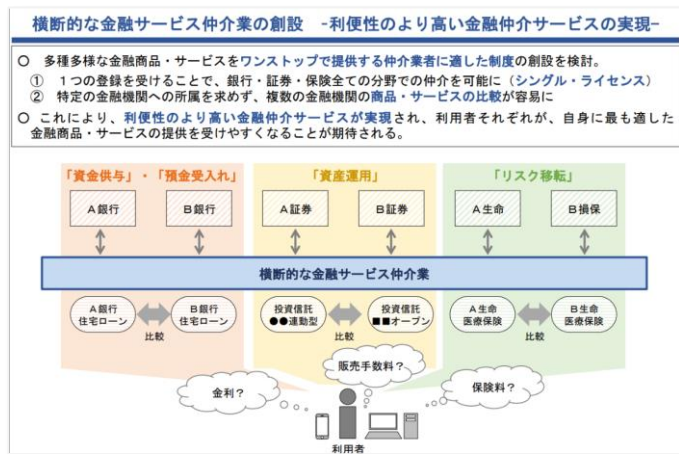 横断的な金融サービス仲介業の創設 -利便性のより高い金融仲介サービスの実現-
○ 多種多様な金融商品・サービスをワンストップで提供する仲介業者に適した制度の創設を検討。
① 1つの登録を受けることで、銀行・証券・保険全ての分野での仲介を可能に(シングル・ライセンス)
② 特定の金融機関への所属を求めず、複数の金融機関の商品・サービスの比較が容易に
○ これにより、利便性のより高い金融仲介サービスが実現され、利用者それぞれが、自身に最も適した
金融商品・サービスの提供を受けやすくなることが期待される。
「資金供与」・「預金受入れ」
「資産運用」
「リスク移転」
A銀行
B銀行
A証券
B証券
A生命
B損保
横断的な金融サービス仲介業
A銀行
住宅ローン
B銀行
住宅ローン
投資信託
●●連動型
投資信託
■■オープン
A生命
医療保険
B生命
医療保険
比較
比較
比較
金利?
販売手数料?
保険料?
利用者